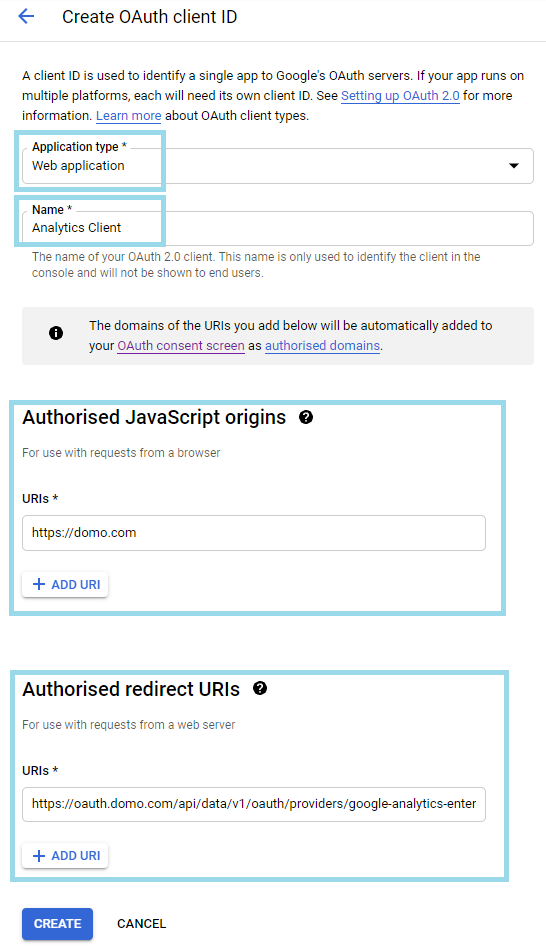 Create OAuth client ID
A client ID is used to identify a single app to Google's OAuth servers. If your app runs on
multiple platforms, each will need its own client ID. See Setting up OAuth 2.0 for more
information. Learn more about OAuth client types.
Application type *
Web application
Name *
Analytics Client
The name of your OAuth 2.0 client. This name is only used to identify the client in the
console and will not be shown to end users.
The domains of the URIs you add below will be automatically added to
your OAuth consent screen as authorised domains.
Authorised JavaScript origins
For use with requests from a browser
URIs *
https://domo.com
ADD URI
Authorised redirect URIs
For use with requests from a web server
URIs *
https://oauth.domo.com/api/data/v1/oauth/providers/google-analytics-enter
ADD URI
CREATE CANCEL